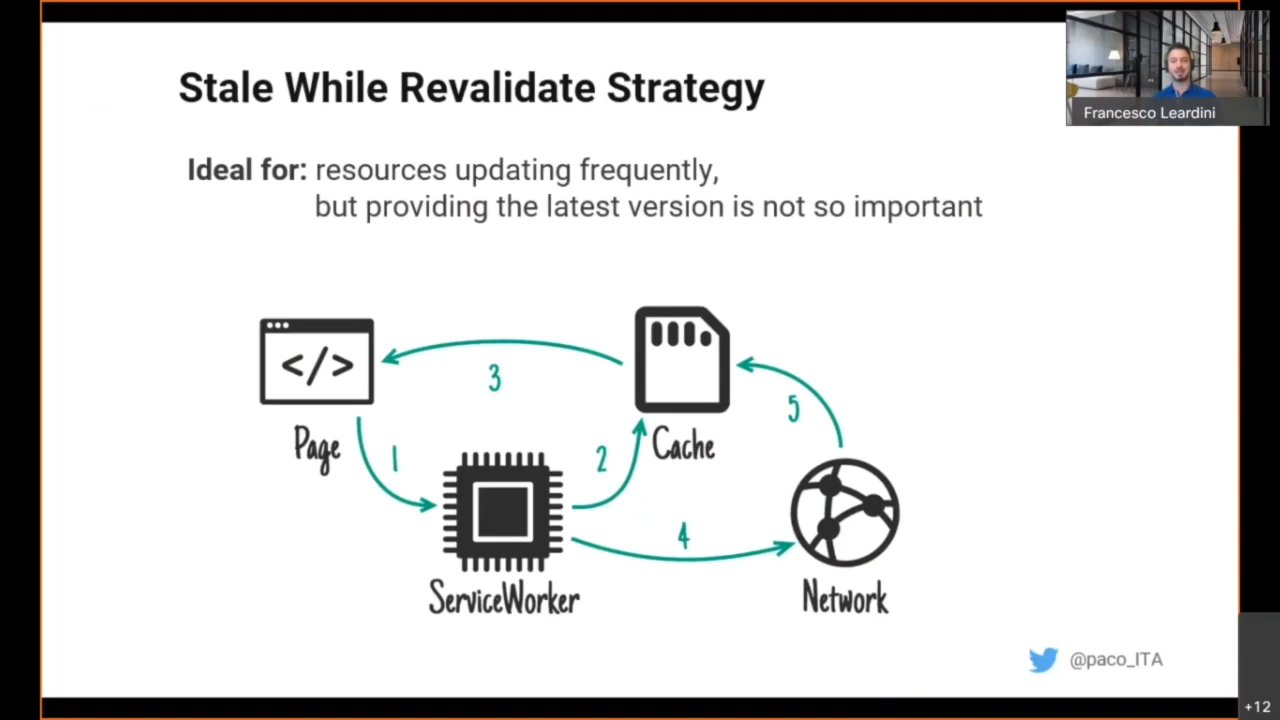 Stale While Revalidate Strategy
Francesco Leardini
Ideal for: resources updating frequently,
but providing the latest version is not so important
</>
3
5
Page
1
2
Cache
4
ServiceWorker
Network
@paco_ITA
+12